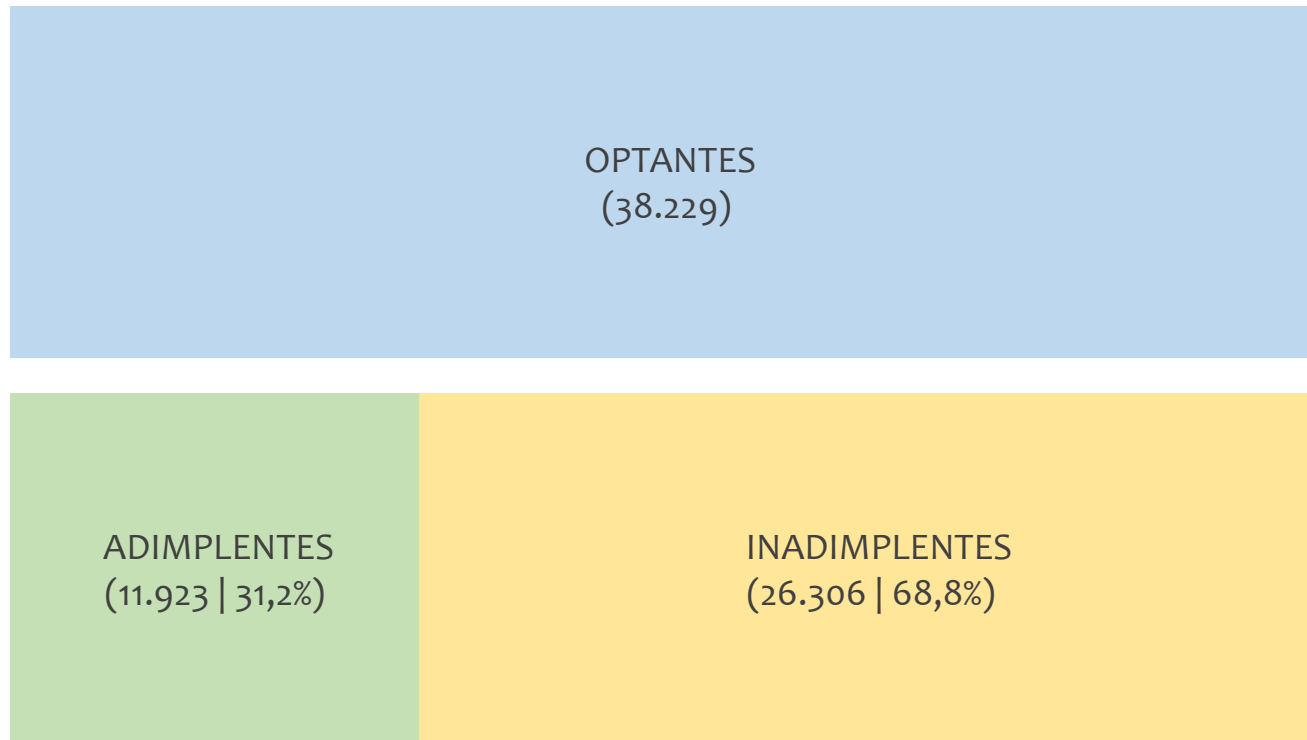 OPTANTES
(38.229)
ADIMPLENTES
(11.923 | 31,2%)
INADIMPLENTES
(26.306 | 68,8%)